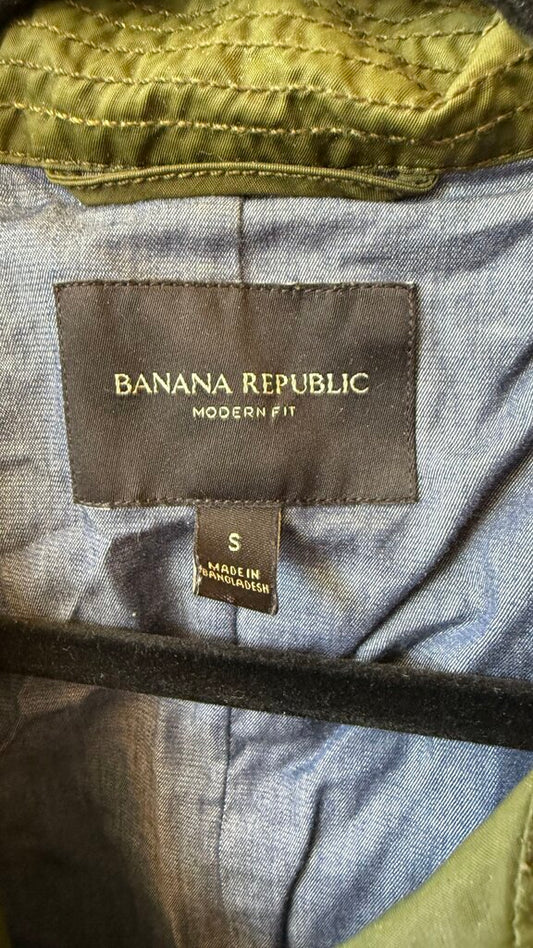 BANANA REPUBLIC
MODERN FIT
S
MADE IN
BANGLADESH